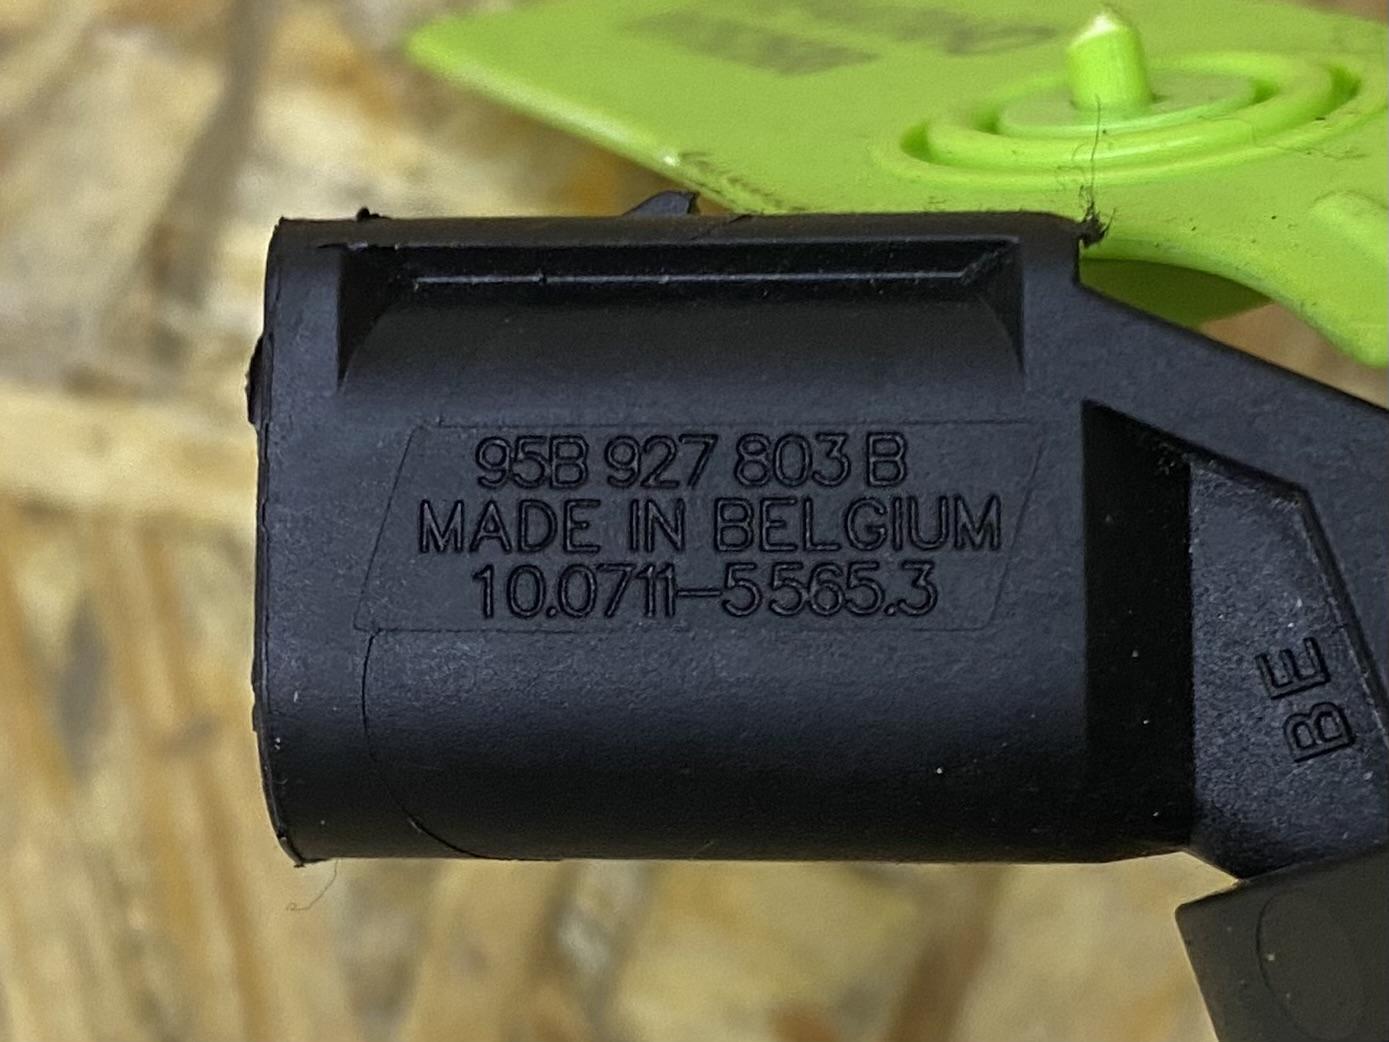 95B 927 803 B
MADE IN BELGIUM
10.0711-5565.3
BE